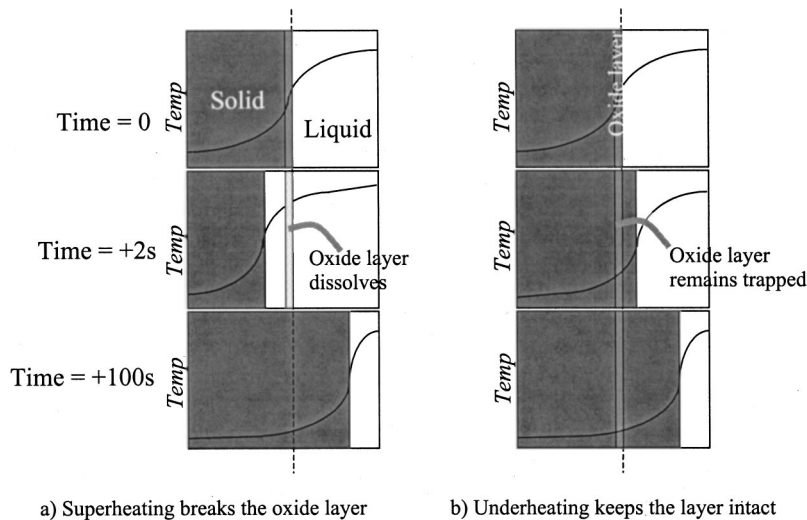 Time = 0
Temp
Solid
Liquid
Temp
Oxide layer
Time = +2s
Temp
Oxide layer
dissolves
Temp
Oxide layer
remains trapped
Time = +100s
Temp
Temp
a) Superheating breaks the oxide layer
b) Underheating keeps the layer intact